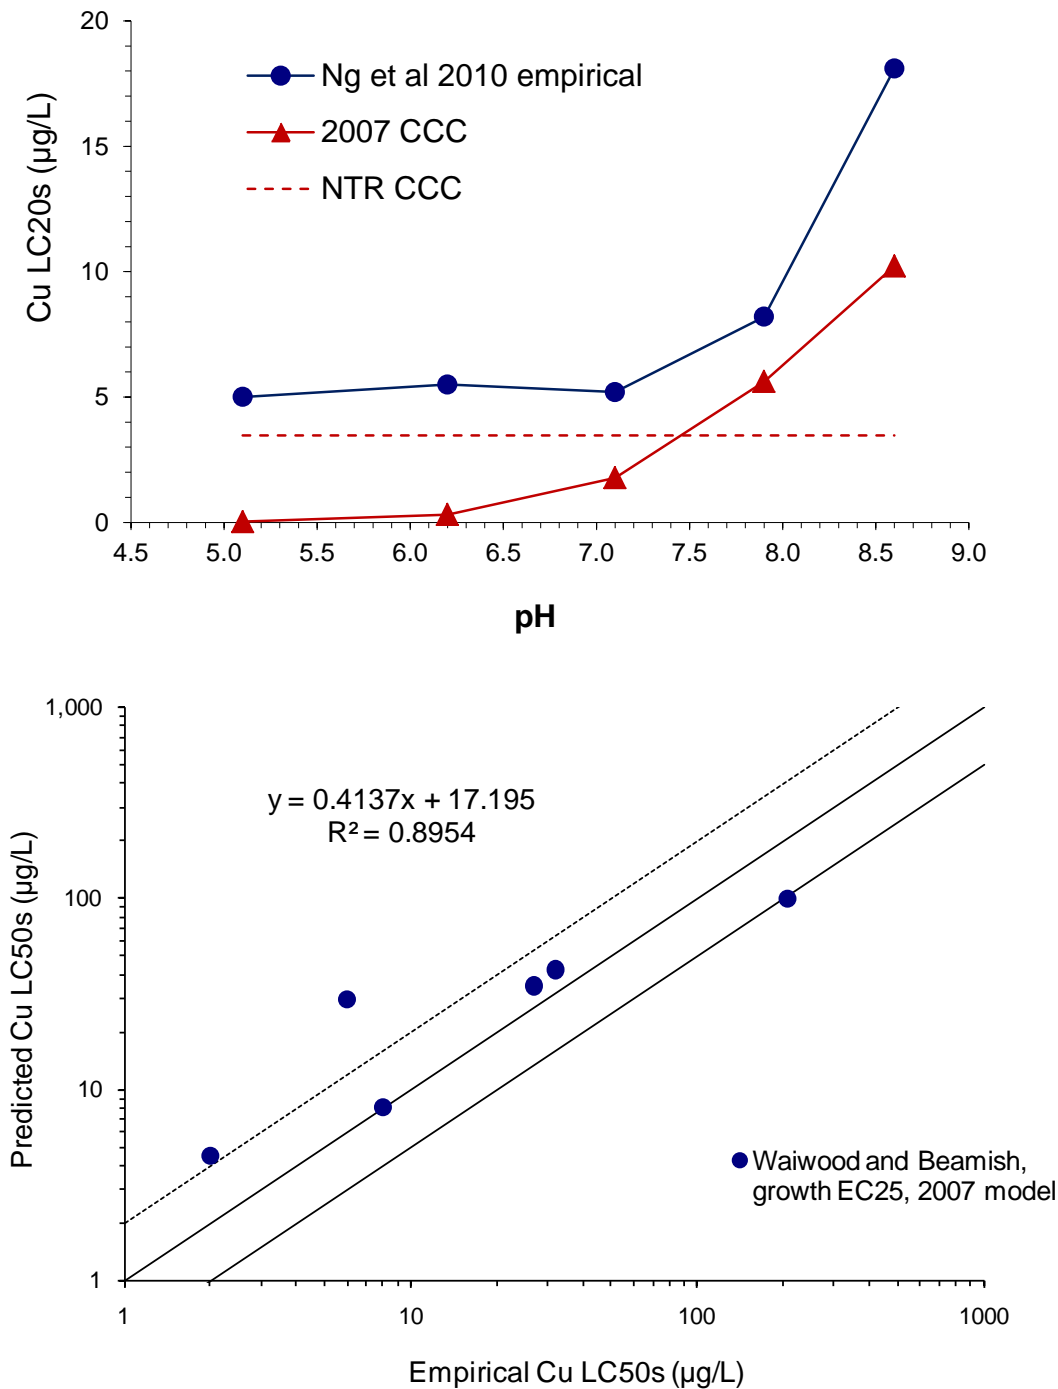 20
15
10
5
0
Cu LC20s (µg/L)
Ng et al 2010 empirical
2007 CCC
NTR CCC
4.5 5.0 5.5 6.0 6.5 7.0 7.5 8.0 8.5 9.0
pH
1,000
100
10
1
Predicted Cu LC50s (µg/L)
y = 0.4137x + 17.195
R² = 0.8954
Waiwood and Beamish,
growth EC25, 2007 model
1 10 100 1000
Empirical Cu LC50s (µg/L)